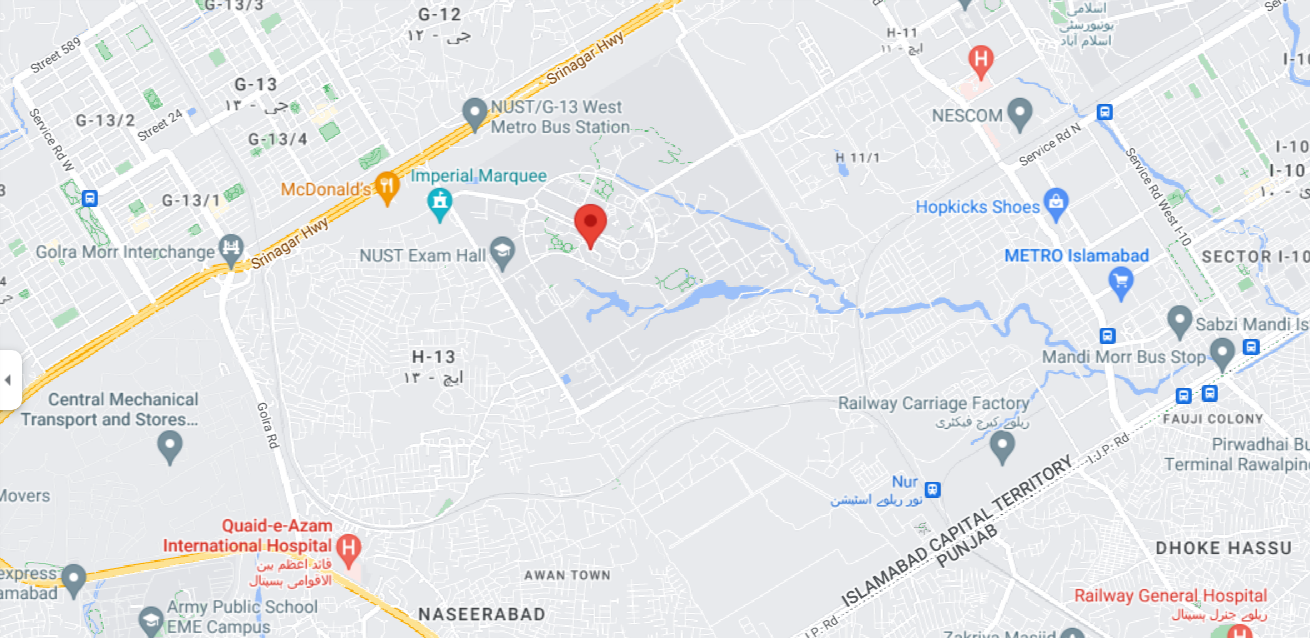 G-13/3
G-12
جی - ۱۲
Street 589
Srinagar Hwy
H-11
ایچ - ۱۱
اسلامی
یونیورسٹی
اسلام آباد
G-13
جی - ۱۳
G-13/2
Street 24
G-13/4
Service Rd W
NUST/G-13 West
Metro Bus Station
NESCOM
Service Rd N
H 11/1
I-10
Service Rd West I-10
McDonald's
Imperial Marquee
G-13/1
Hopkicks Shoes
Golra Morr Interchange
Srinagar Hwy
NUST Exam Hall
METRO Islamabad
SECTOR I-10
Sabzi Mandi Is
Mandi Morr Bus Stop
H-13
ایچ - ۱۳
Central Mechanical
Transport and Stores...
Golra Rd
Railway Carriage Factory
ریلوے کیرج فیکٹری
FAUJI COLONY
I.J.P. Rd
Pirwadhai Bu
Terminal Rawalpin
Movers
Nur
نور ریلوے اسٹیشن
Quaid-e-Azam
International Hospital
قائد اعظم بین
الاقوامی ہسپتال
ISLAMABAD CAPITAL TERRITORY
PUNJAB
DHOKE HASSU
express
amabad
AWAN TOWN
Army Public School
EME Campus
NASEERABAD
Railway General Hospital
ریلوے جنرل ہسپتال
I.J.P. Rd
Zakriya Masjid